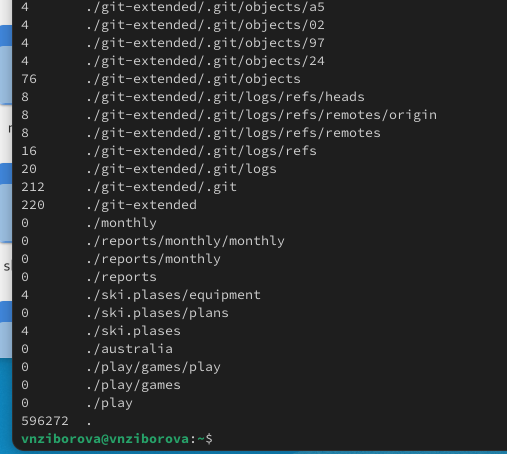 4 ./git-extended/.git/objects/a5
4 ./git-extended/.git/objects/02
4 ./git-extended/.git/objects/97
4 ./git-extended/.git/objects/24
76 ./git-extended/.git/objects
8 ./git-extended/.git/logs/refs/heads
8 ./git-extended/.git/logs/refs/remotes/origin
8 ./git-extended/.git/logs/refs/remotes
16 ./git-extended/.git/logs/refs
20 ./git-extended/.git/logs
212 ./git-extended/.git
220 ./git-extended
0 ./monthly
0 ./reports/monthly/monthly
0 ./reports/monthly
0 ./reports
4 ./ski.plases/equipment
0 ./ski.plases/plans
4 ./ski.plases
0 ./australia
0 ./play/games/play
0 ./play/games
0 ./play
596272 .
vnziborova@vnziborova:~$